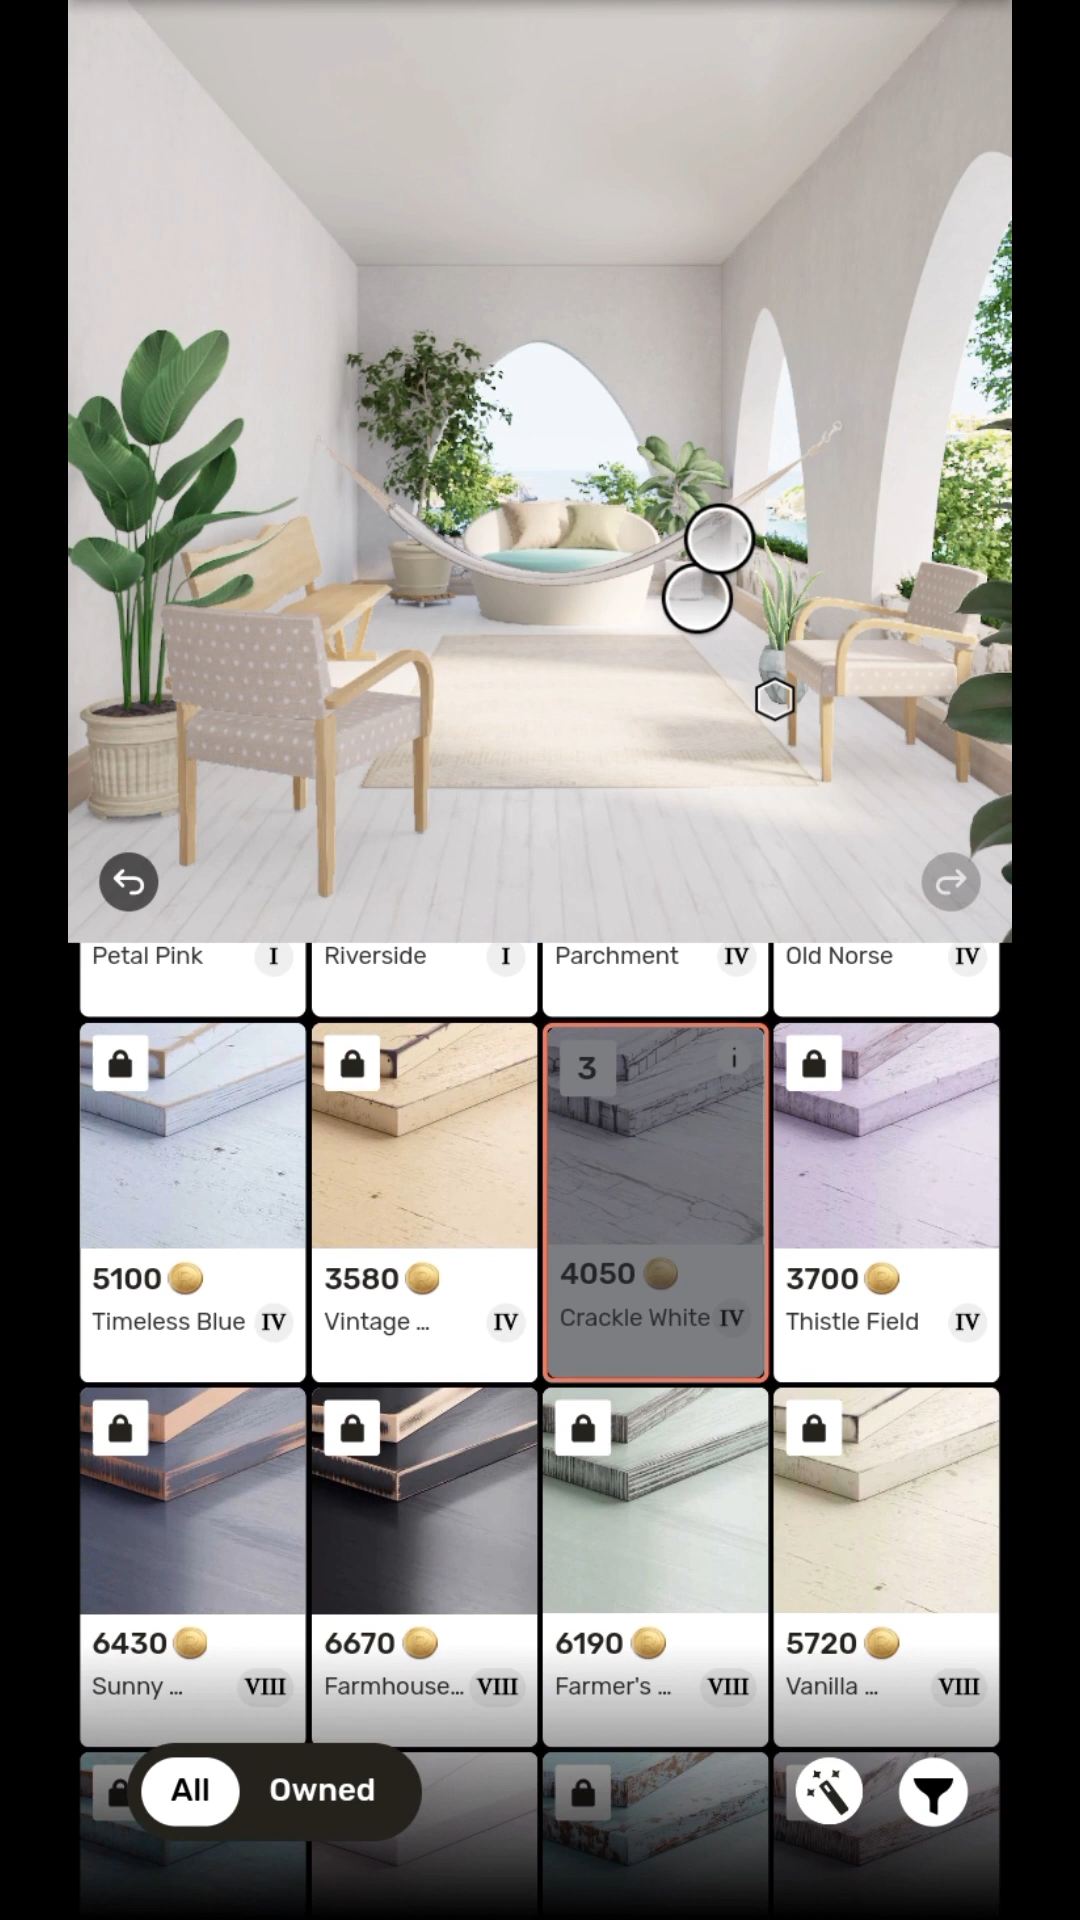 Petal Pink I
Riverside I
Parchment IV
Old Norse IV
5100
Timeless Blue IV
3580
Vintage ... IV
3 i
4050
Crackle White IV
3700
Thistle Field IV
6430
Sunny ... VIII
6670
Farmhouse... VIII
6190
Farmer's ... VIII
5720
Vanilla ... VIII
All Owned